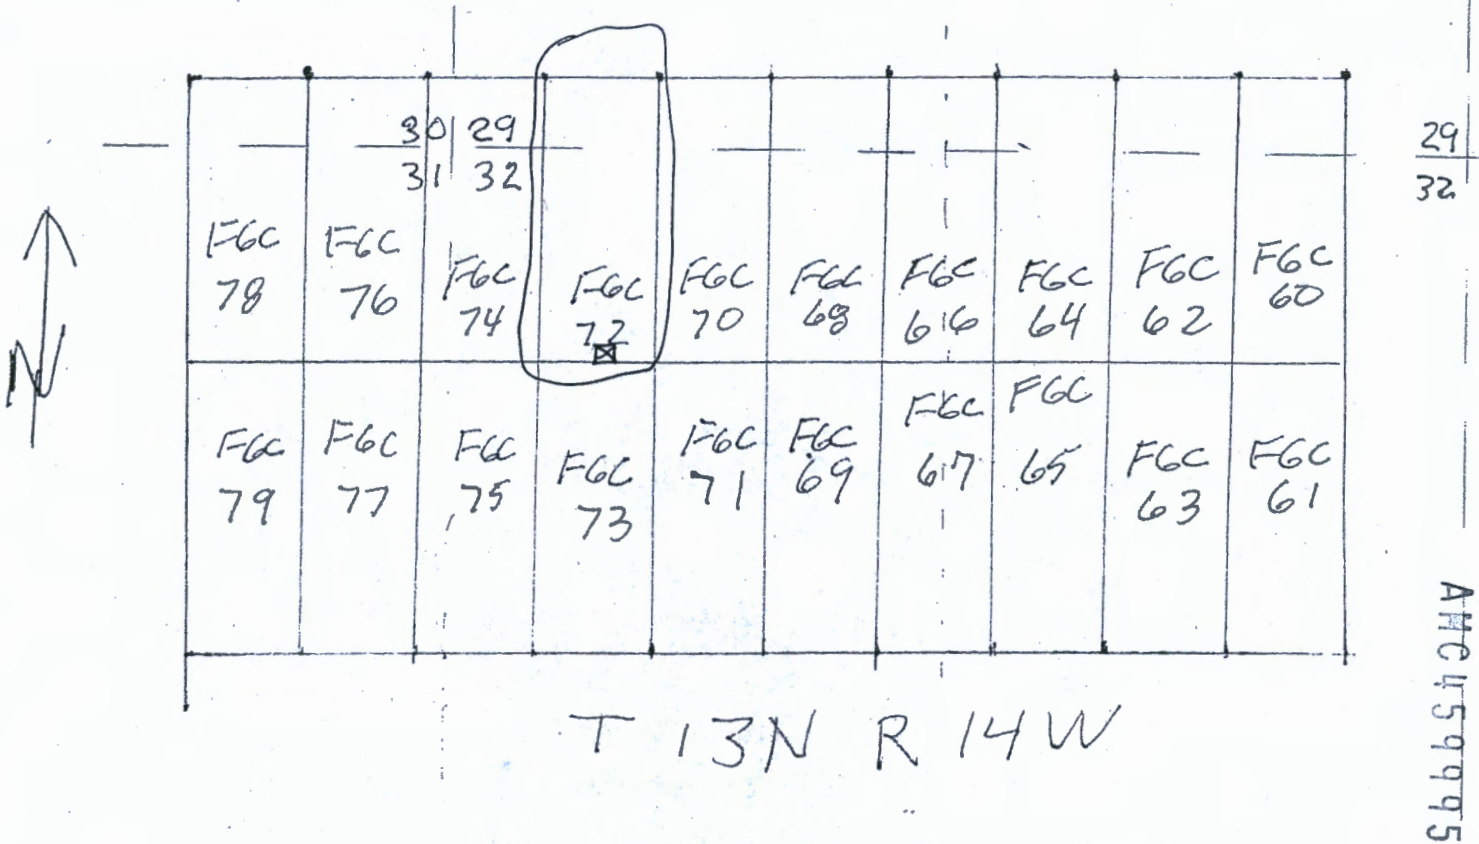 30 29
31 32
29
32
N
FGC FGC FGC FGC FGC FGC FGC FGC FGC FGC
78 76 74 72 70 68 66 64 62 60
FGC FGC FGC FGC FGC FGC FGC FGC FGC FGC
79 77 75 73 71 69 67 65 63 61
T 13N R 14W
AMC459995